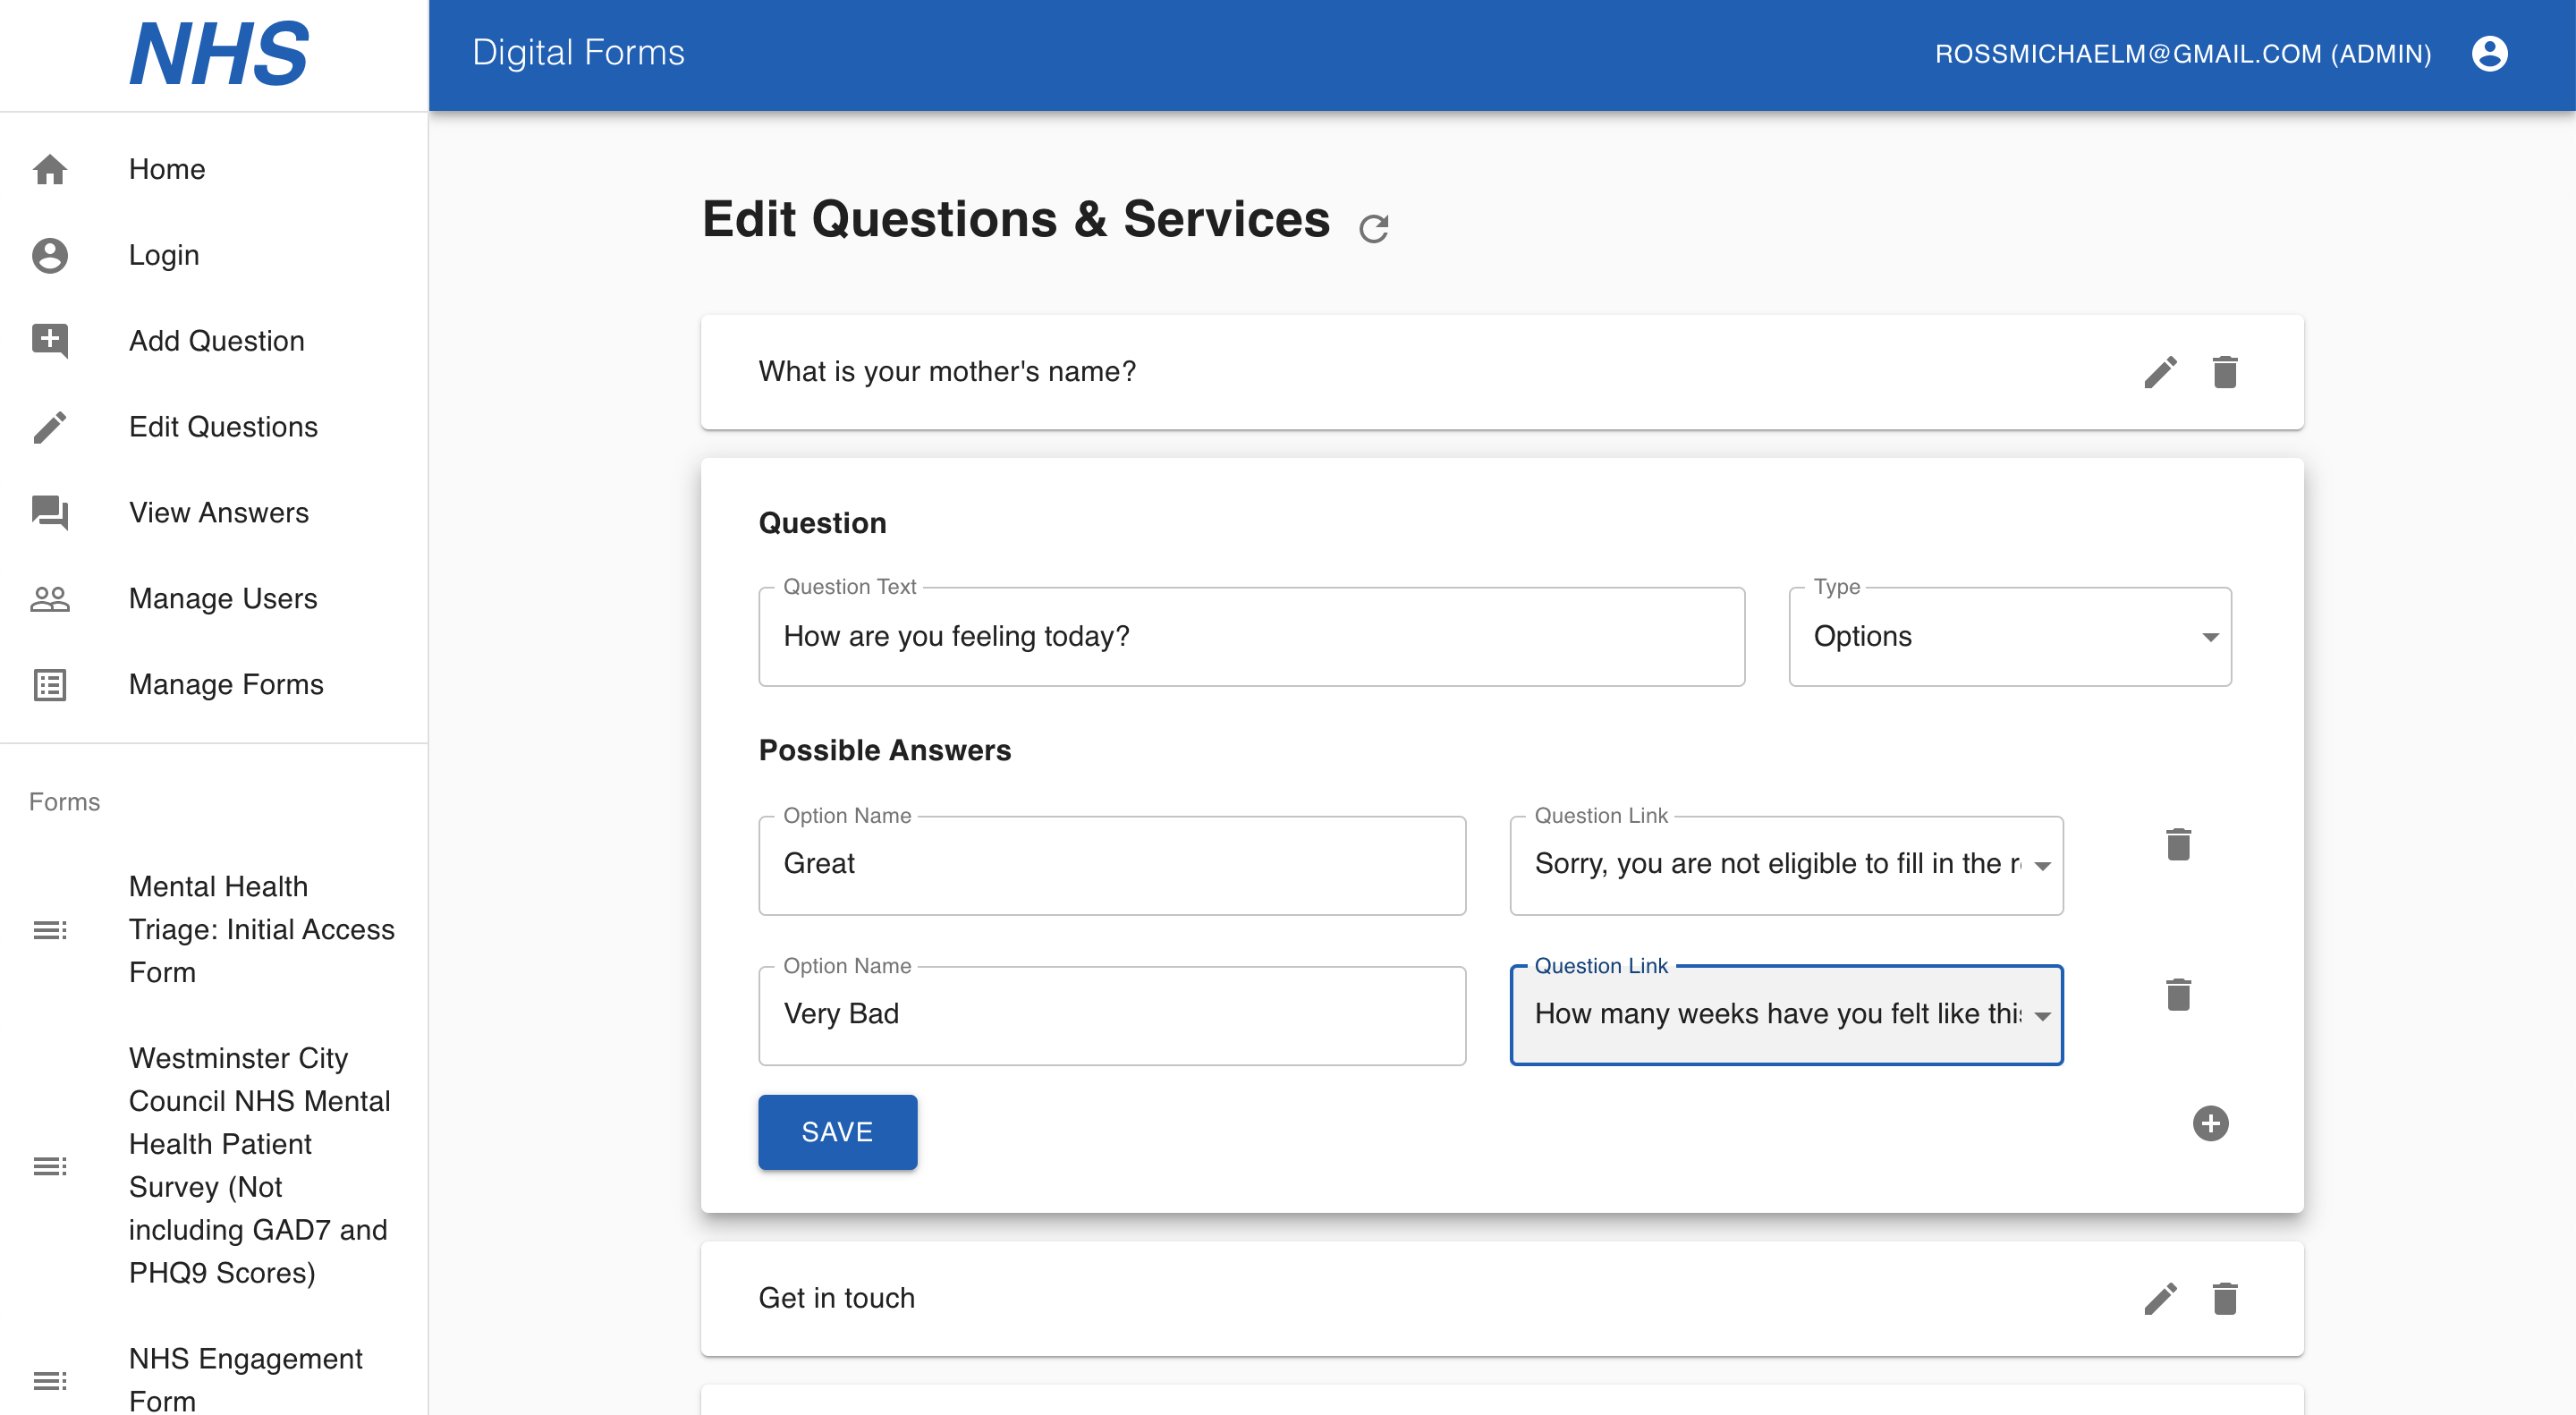 NHS
Digital Forms
ROSSMICHAELM@GMAIL.COM (ADMIN)
Home
Login
Add Question
Edit Questions
View Answers
Manage Users
Manage Forms
Forms
Mental Health
Triage: Initial Access
Form
Westminster City
Council NHS Mental
Health Patient
Survey (Not
including GAD7 and
PHQ9 Scores)
NHS Engagement
Form
Edit Questions & Services
What is your mother's name?
Question
Question Text
How are you feeling today?
Type
Options
Possible Answers
Option Name
Great
Question Link
Sorry, you are not eligible to fill in the
Option Name
Very Bad
Question Link
How many weeks have you felt like this
SAVE
Get in touch